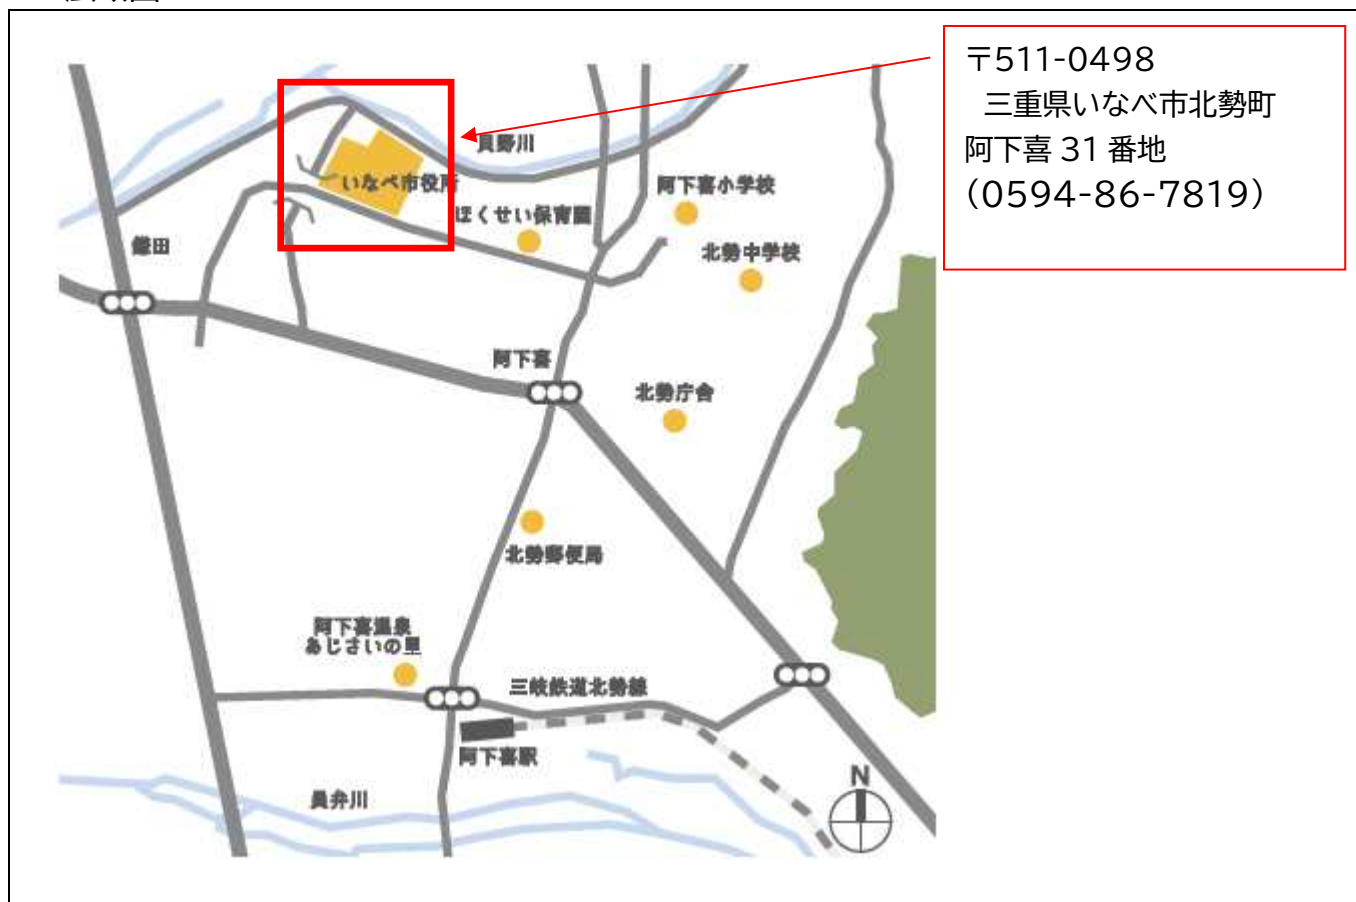 〒511-0498
三重県いなべ市北勢町
阿下喜 31 番地
(0594-86-7819)
貝野川
いなべ市役所
阿下喜小学校
ほくせい保育園
鎌田
北勢中学校
阿下喜
北勢庁舎
北勢郵便局
阿下喜温泉
あじさいの里
三岐鉄道北勢線
阿下喜駅
員弁川
N